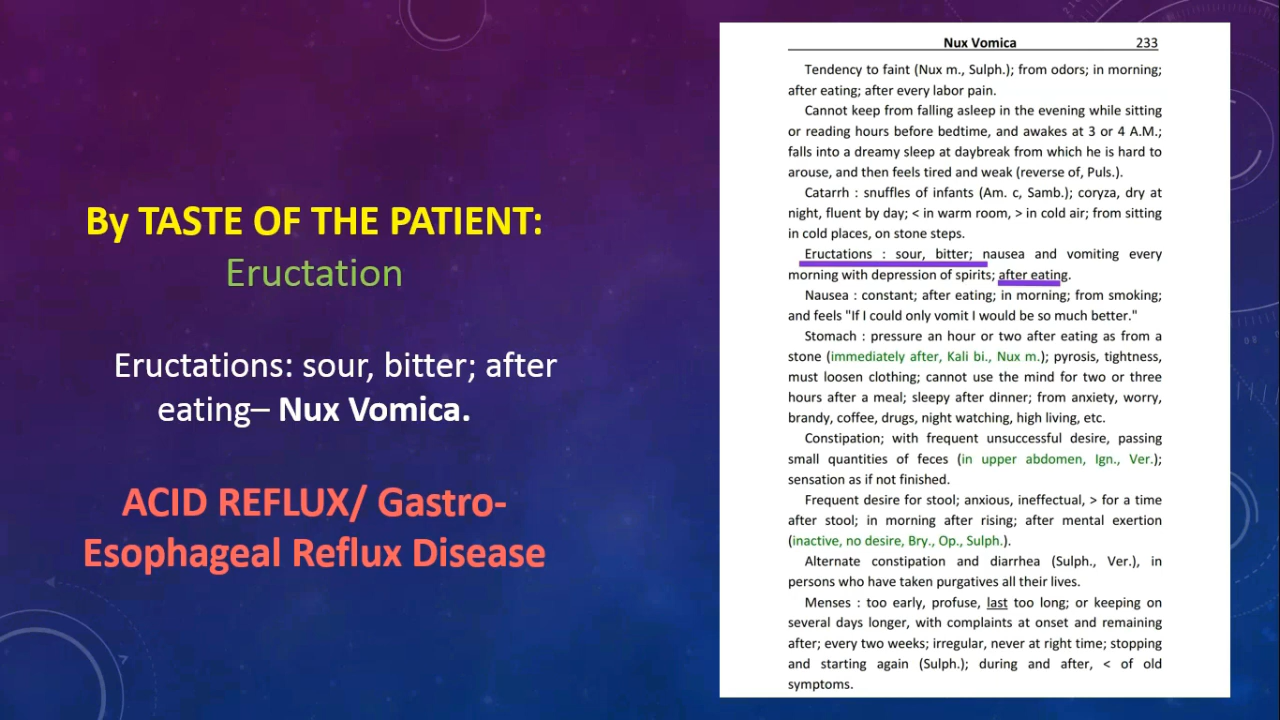 By TASTE OF THE PATIENT:
Eructation
Eructations: sour, bitter; after
eating– Nux Vomica.
ACID REFLUX/ Gastro-
Esophageal Reflux Disease
Nux Vomica 233
Tendency to faint (Nux m., Sulph.); from odors; in morning;
after eating; after every labor pain.
Cannot keep from falling asleep in the evening while sitting
or reading hours before bedtime, and awakes at 3 or 4 A.M.;
falls into a dreamy sleep at daybreak from which he is hard to
arouse, and then feels tired and weak (reverse of, Puls.).
Catarrh : snuffles of infants (Am. c, Samb.); coryza, dry at
night, fluent by day; < in warm room, > in cold air; from sitting
in cold places, on stone steps.
Eructations : sour, bitter; nausea and vomiting every
morning with depression of spirits; after eating.
Nausea : constant; after eating; in morning; from smoking;
and feels "If I could only vomit I would be so much better."
Stomach : pressure an hour or two after eating as from a
stone (immediately after, Kali bi., Nux m.); pyrosis, tightness,
must loosen clothing; cannot use the mind for two or three
hours after a meal; sleepy after dinner; from anxiety, worry,
brandy, coffee, drugs, night watching, high living, etc.
Constipation; with frequent unsuccessful desire, passing
small quantities of feces (in upper abdomen, Ign., Ver.);
sensation as if not finished.
Frequent desire for stool; anxious, ineffectual, > for a time
after stool; in morning after rising; after mental exertion
(inactive, no desire, Bry., Op., Sulph.).
Alternate constipation and diarrhea (Sulph., Ver.), in
persons who have taken purgatives all their lives.
Menses : too early, profuse, last too long; or keeping on
several days longer, with complaints at onset and remaining
after; every two weeks; irregular, never at right time; stopping
and starting again (Sulph.); during and after, < of old
symptoms.